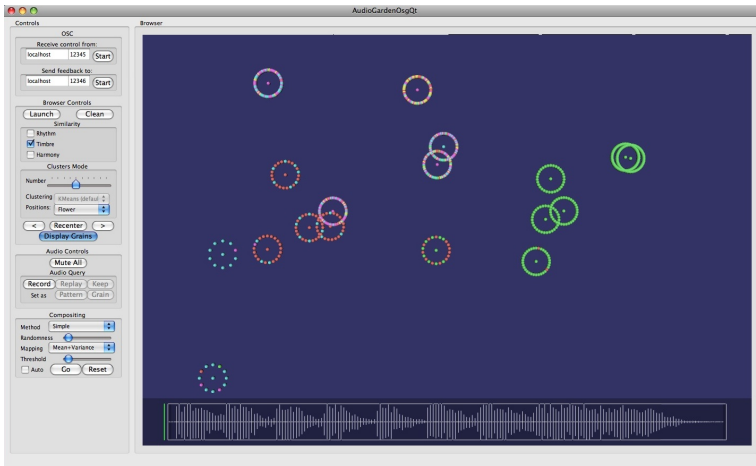 AudioGardenOsgQt
Controls
Browser
OSC
Receive control from:
localhost 12345 Start
Send feedback to:
localhost 12346 Start
Browser Controls
Launch Clean
Similarity
Rhythm
Timbre
Harmony
Clusters Mode
Number
Clustering: KMeans (defaul
Positions: Flower
< Recenter >
Display Grains
Audio Controls
Mute All
Audio Query
Record Replay Keep
Set as Pattern Grain
Compositing
Method Simple
Randomness
Mapping Mean+Variance
Threshold
Auto Go Reset